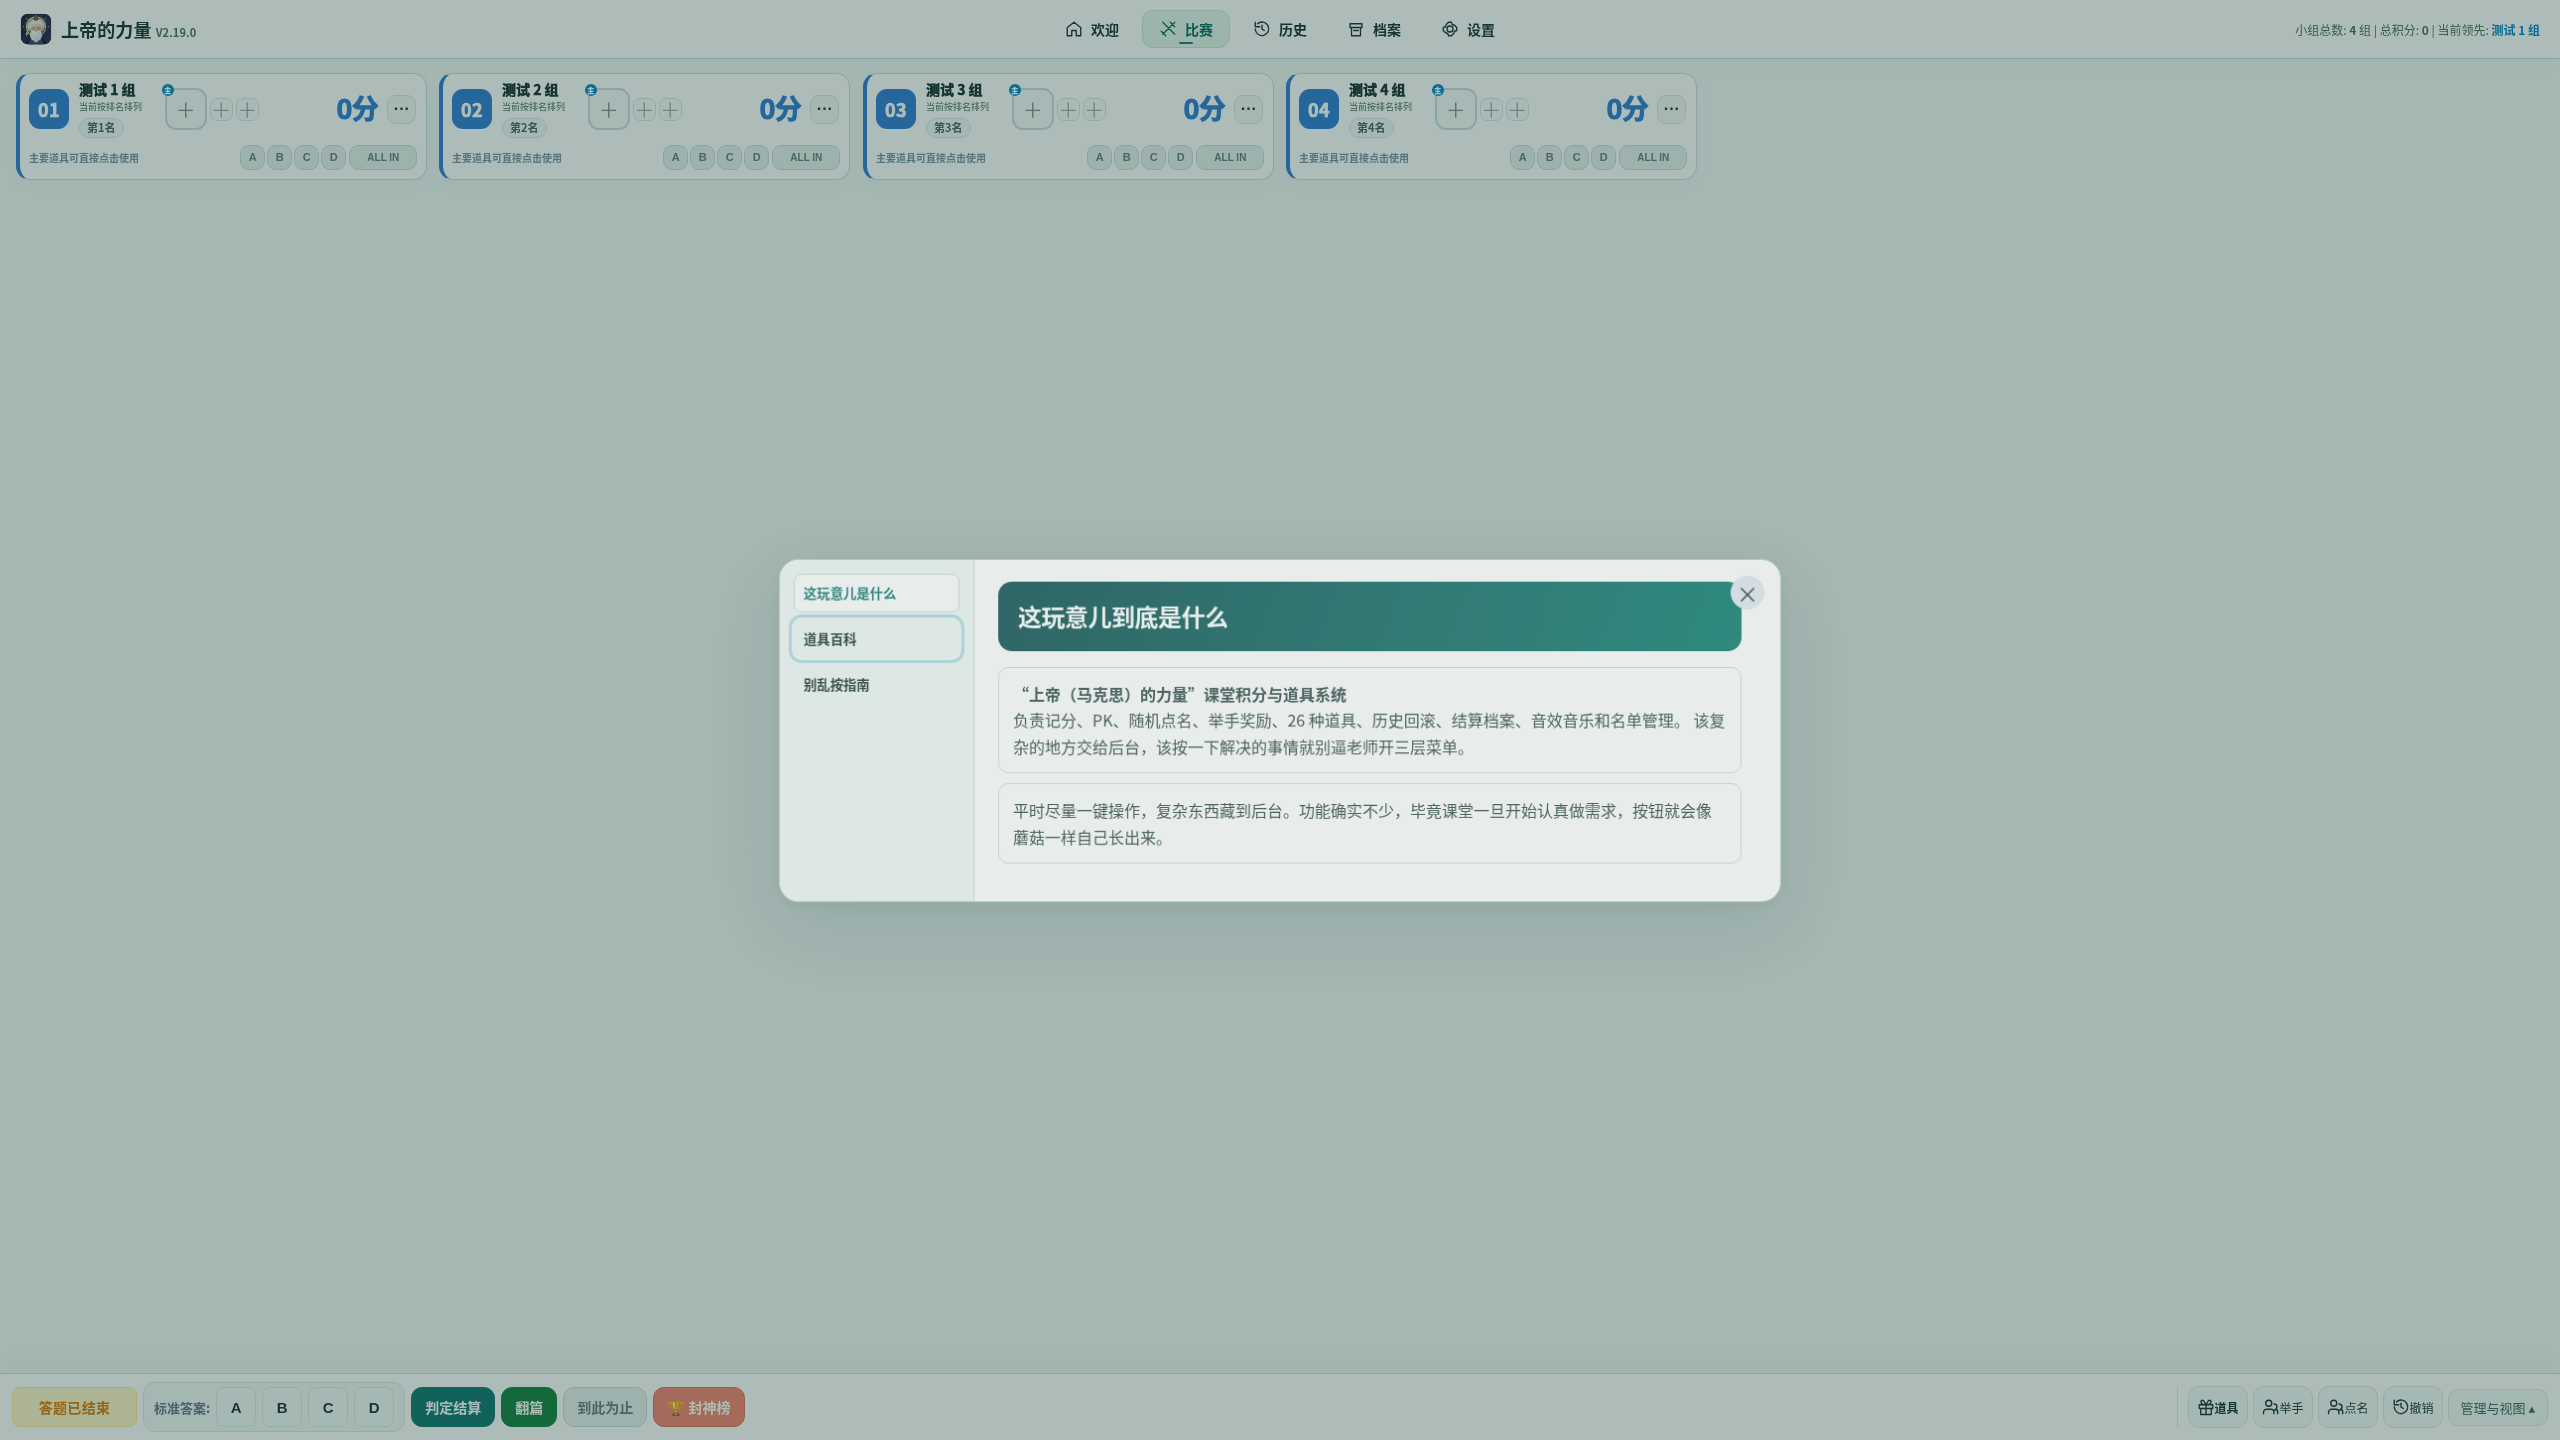 上帝的力量 V2.19.0
欢迎
比赛
历史
档案
设置
小组总数: 4 组 | 总积分: 0 | 当前领先: 测试 1 组
01
测试 1 组
当前按排名排列
第1名
主
0分
主要道具可直接点击使用
A B C D ALL IN
02
测试 2 组
当前按排名排列
第2名
主
0分
主要道具可直接点击使用
A B C D ALL IN
03
测试 3 组
当前按排名排列
第3名
主
0分
主要道具可直接点击使用
A B C D ALL IN
04
测试 4 组
当前按排名排列
第4名
主
0分
主要道具可直接点击使用
A B C D ALL IN
这玩意儿是什么
道具百科
别乱按指南
这玩意儿到底是什么
“上帝（马克思）的力量”课堂积分与道具系统
负责记分、PK、随机点名、举手奖励、26 种道具、历史回滚、结算档案、音效音乐和名单管理。 该复
杂的地方交给后台，该按一下解决的事情就别逼老师开三层菜单。
平时尽量一键操作，复杂东西藏到后台。功能确实不少，毕竟课堂一旦开始认真做需求，按钮就会像
蘑菇一样自己长出来。
答题已结束
标准答案: A B C D
判定结算
翻篇
到此为止
🏆 封神榜
道具
举手
点名
撤销
管理与视图 ▴